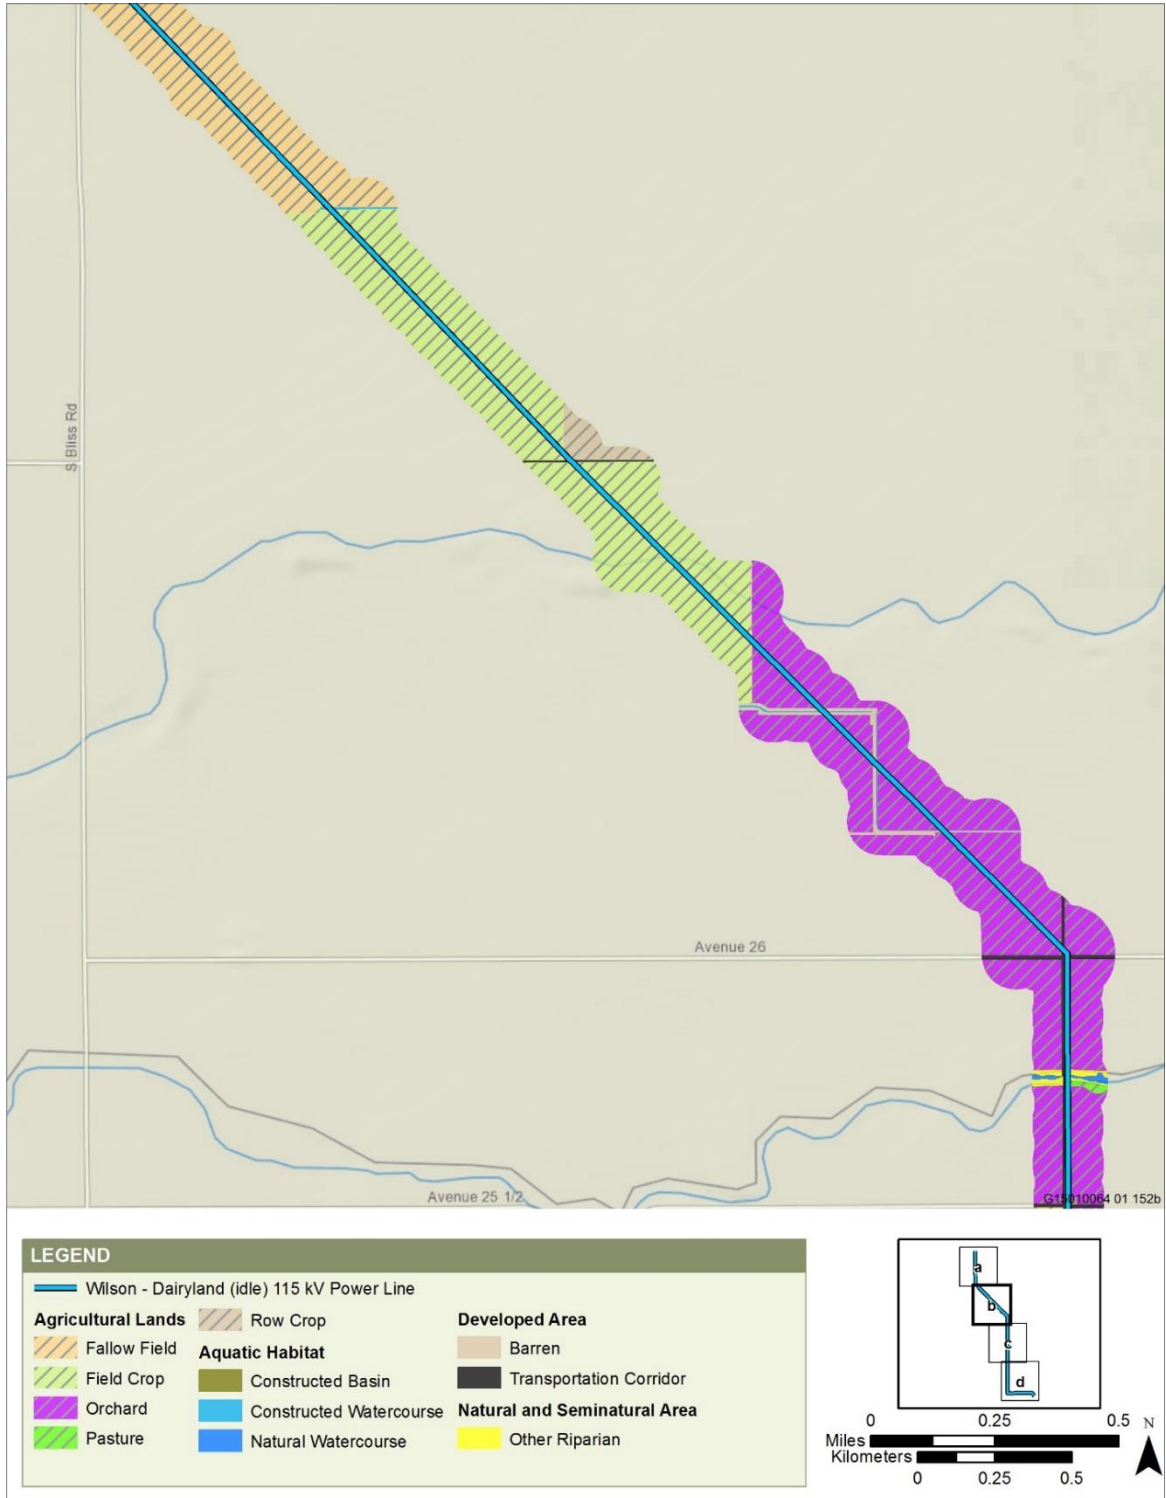 S Bliss Rd
Avenue 26
Avenue 25 1/2
G15010064 01 152b
LEGEND
Wilson - Dairyland (idle) 115 kV Power Line
Agricultural Lands
Fallow Field
Field Crop
Orchard
Pasture
Row Crop
Aquatic Habitat
Constructed Basin
Constructed Watercourse
Natural Watercourse
Developed Area
Barren
Transportation Corridor
Natural and Seminatural Area
Other Riparian
a
b
c
d
0 0.25 0.5
N
Miles
Kilometers
0 0.25 0.5